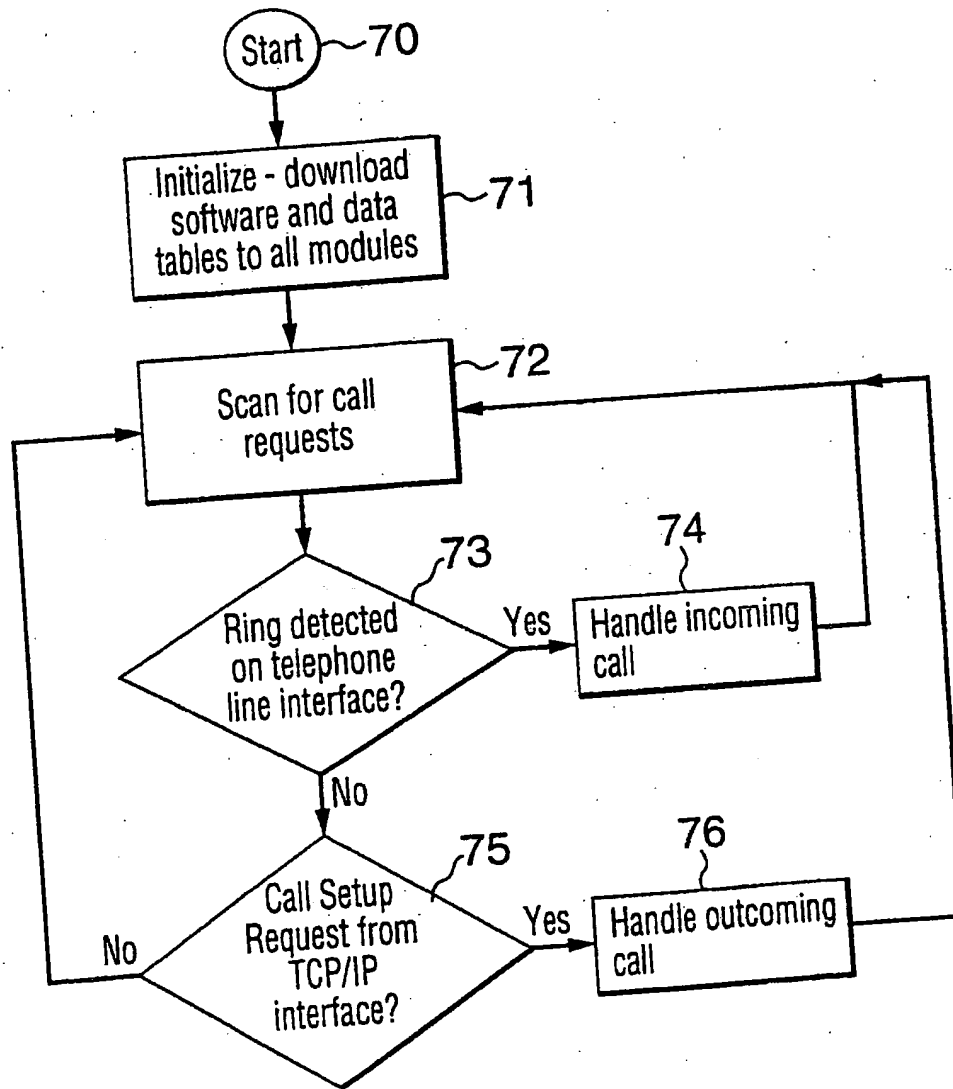 Start
70
Initialize - download
software and data
tables to all modules
71
72
Scan for call
requests
73
74
Ring detected
on telephone
line interface?
Yes
Handle incoming
call
No
75
76
Call Setup
Request from
TCP/IP
interface?
Yes
Handle outcoming
call
No